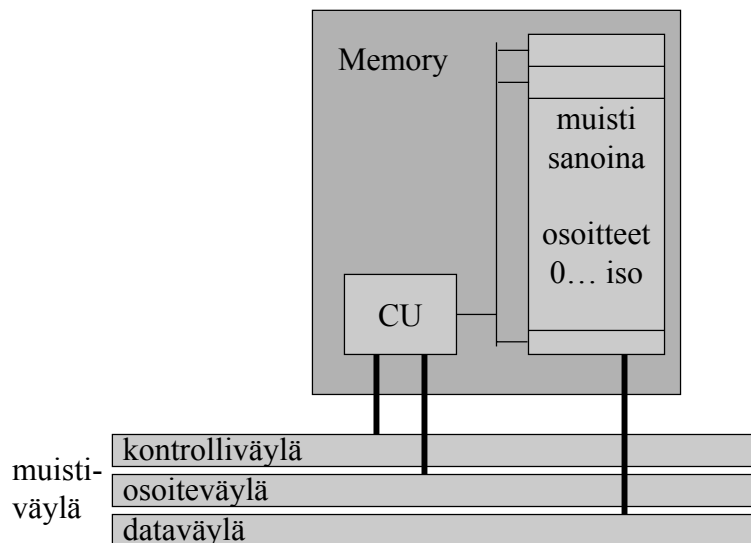 Memory
muisti
sanoina
osoitteet
0… iso
CU
muisti-
väylä
kontrolliväylä
osoiteväylä
dataväylä